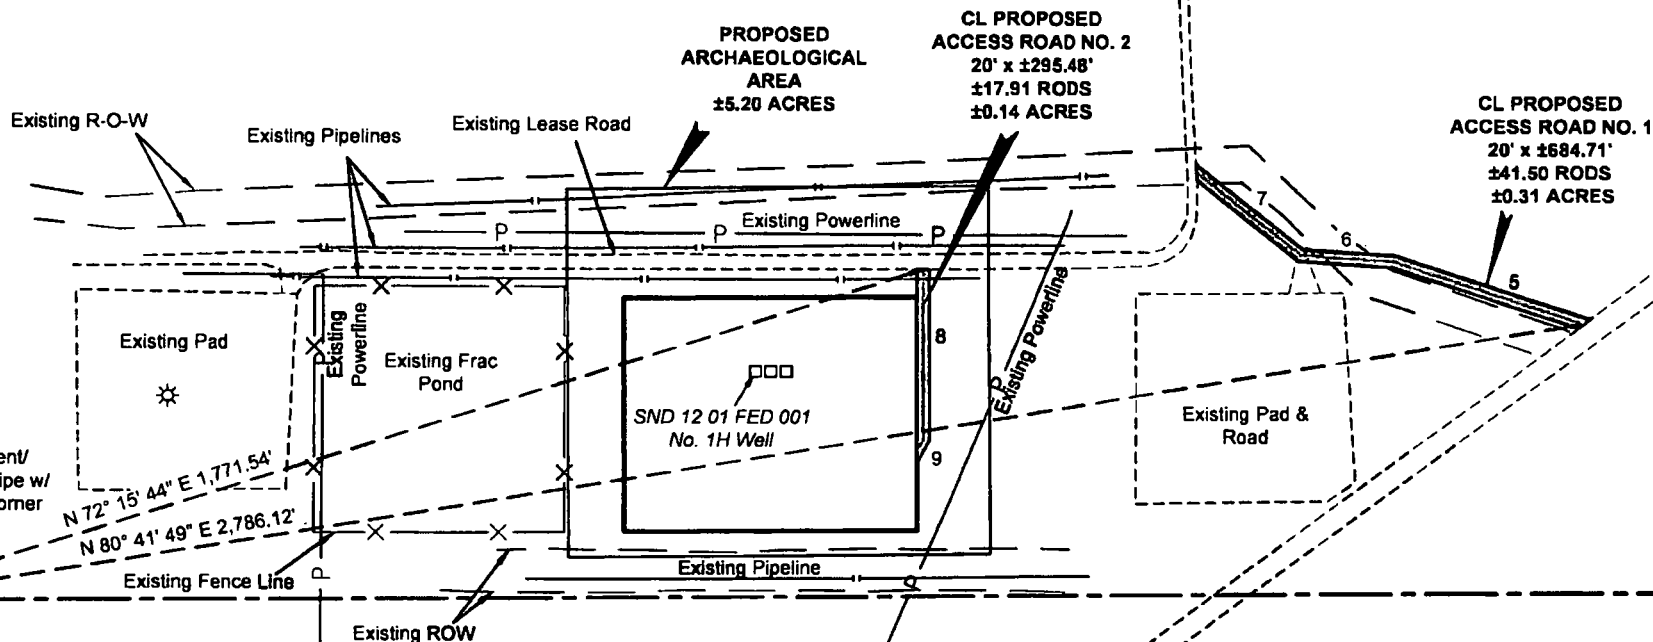 PROPOSED
ARCHAEOLOGICAL
AREA
±5.20 ACRES
CL PROPOSED
ACCESS ROAD NO. 2
20' x ±295.48'
±17.91 RODS
±0.14 ACRES
CL PROPOSED
ACCESS ROAD NO. 1
20' x ±684.71'
±41.50 RODS
±0.31 ACRES
Existing R-O-W
Existing Pipelines
Existing Lease Road
Existing Powerline
P
P
P
7
6
5
8
9
Existing Pad
Existing
Powerline
P
Existing Frac
Pond
SND 12 01 FED 001
No. 1H Well
P
Existing Powerline
Existing Pad &
Road
ent/
ipe w/
orner
N 72° 15' 44" E 1,771.54'
N 80° 41' 49" E 2,786.12'
Existing Fence Line
P
Existing Pipeline
P
Existing ROW